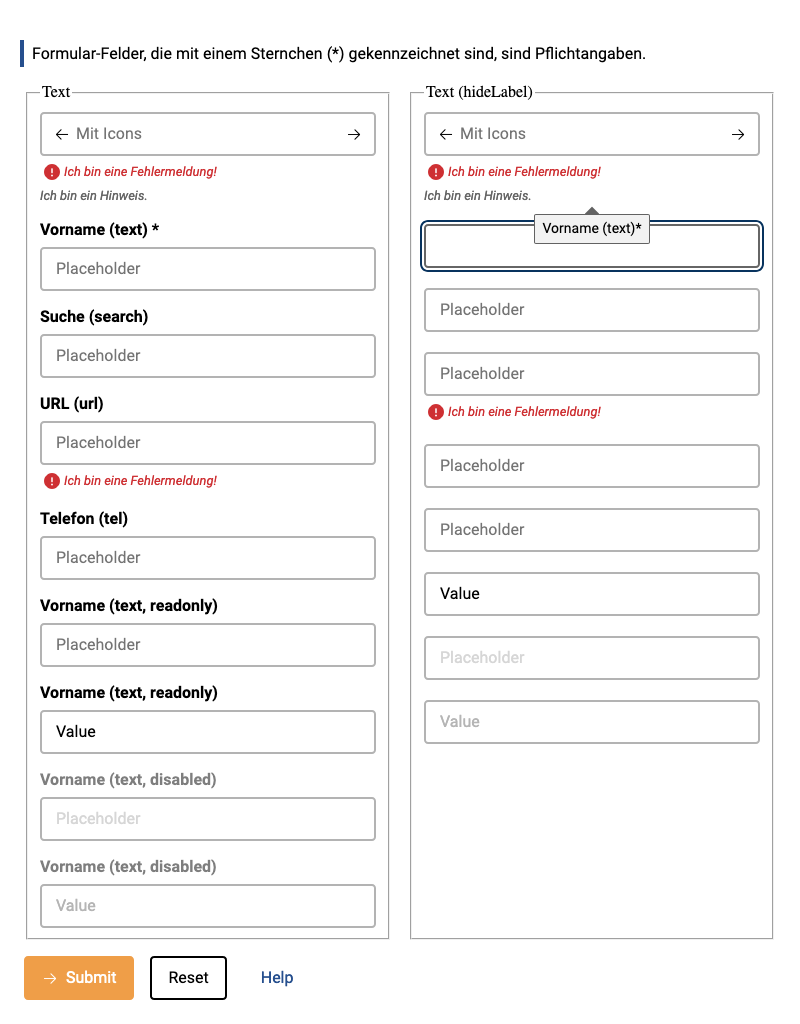 Formular-Felder, die mit einem Sternchen (*) gekennzeichnet sind, sind Pflichtangaben.
Text
Mit Icons
Ich bin eine Fehlermeldung!
Ich bin ein Hinweis.
Vorname (text) *
Placeholder
Suche (search)
Placeholder
URL (url)
Placeholder
Ich bin eine Fehlermeldung!
Telefon (tel)
Placeholder
Vorname (text, readonly)
Placeholder
Vorname (text, readonly)
Value
Vorname (text, disabled)
Placeholder
Vorname (text, disabled)
Value
Text (hideLabel)
Mit Icons
Ich bin eine Fehlermeldung!
Ich bin ein Hinweis.
Vorname (text)*
Placeholder
Placeholder
Ich bin eine Fehlermeldung!
Placeholder
Placeholder
Value
Placeholder
Value
Submit
Reset
Help